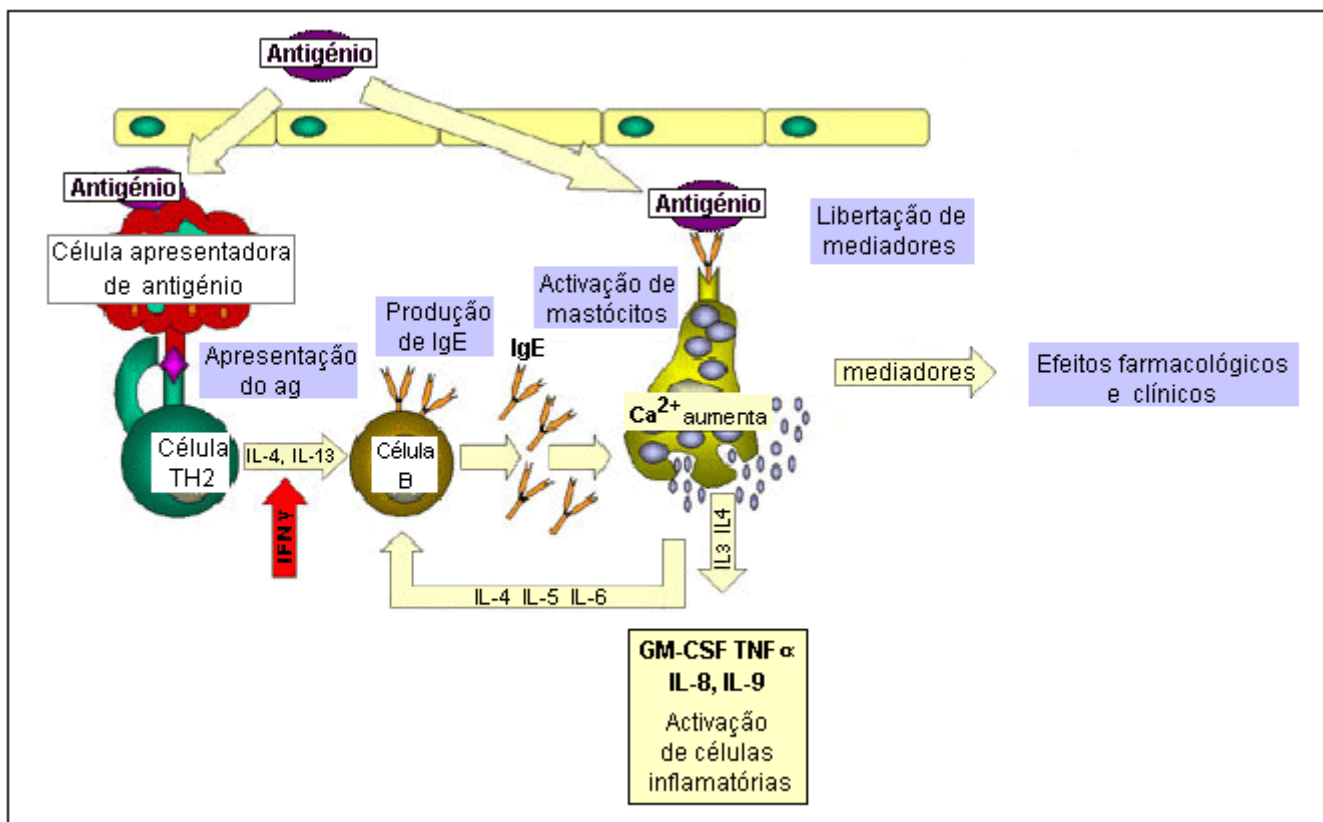 Antigénio
Antigénio
Célula apresentadora
de antigénio
Apresentação
do ag
Célula
TH2
IL-4, IL-13
IFNγ
Produção
de IgE
Célula
B
IgE
Activação de
mastócitos
Antigénio
Libertação de
mediadores
Ca2+ aumenta
mediadores
Efeitos farmacológicos
e clínicos
IL3 IL4
IL-4 IL-5 IL-6
GM-CSF TNF α
IL-8, IL-9
Activação
de células
inflamatórias